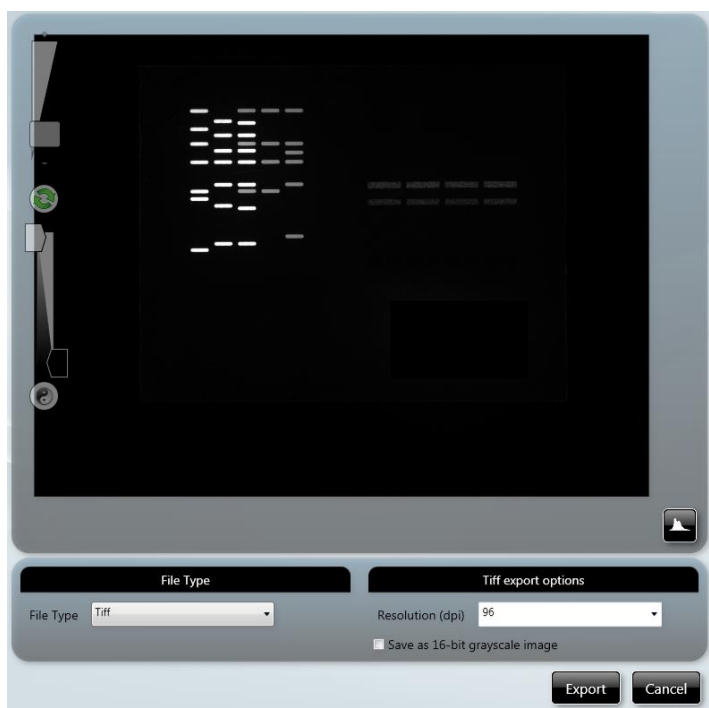 File Type
Tiff export options
File Type Tiff
Resolution (dpi) 96
Save as 16-bit grayscale image
Export Cancel